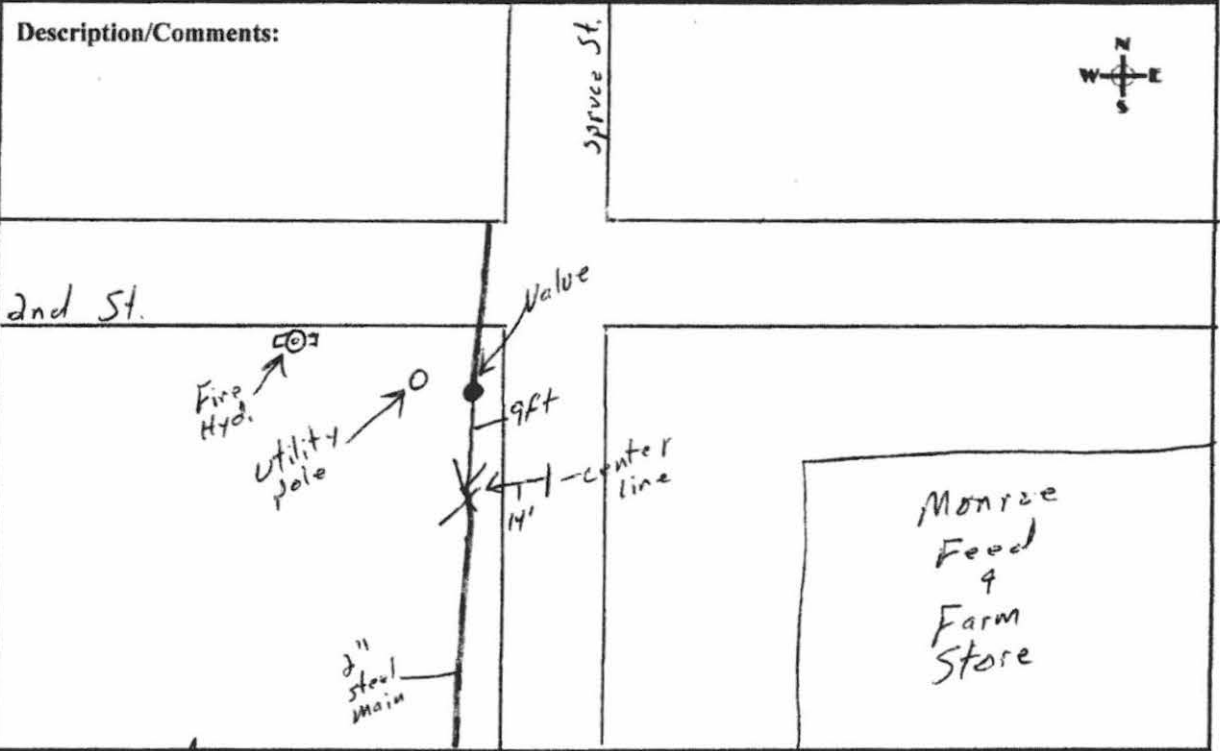 Description/Comments:
Spruce St.
N
W E
S
2nd St.
Valve
Fire
Hyd.
Utility
pole
9ft
center
line
14'
Monroe
Feed
&
Farm
Store
2"
steel
main